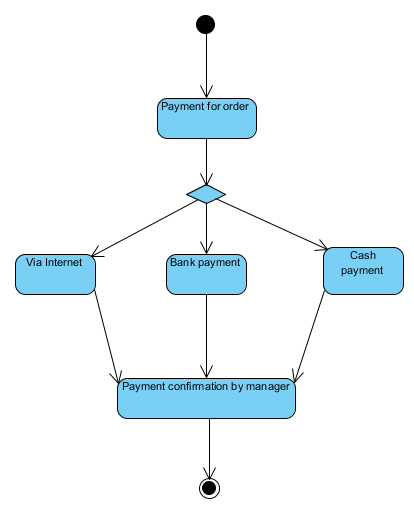 Payment for order
Via Internet
Bank payment
Cash
payment
Payment confirmation by manager